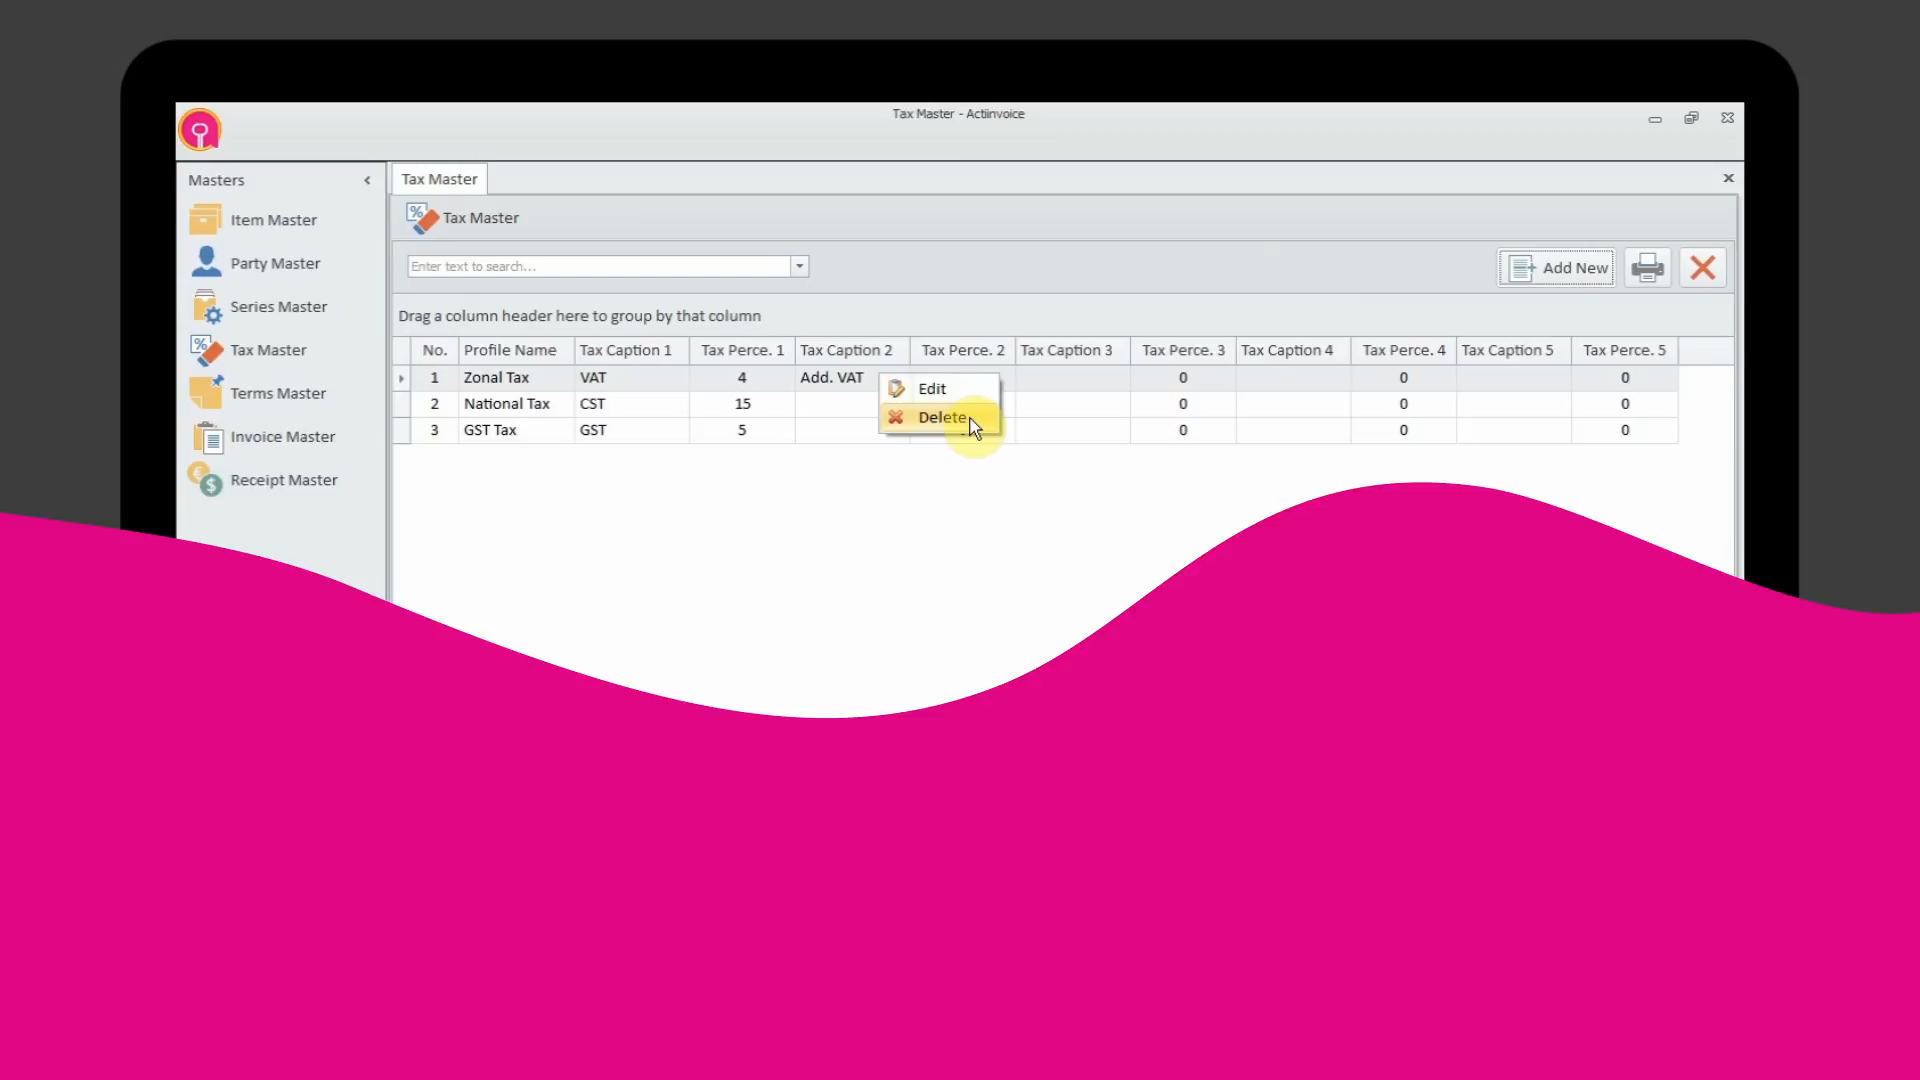 Tax Master - Actiinvoice
Masters
Item Master
Party Master
Series Master
Tax Master
Terms Master
Invoice Master
Receipt Master
Tax Master
Tax Master
Enter text to search...
Add New
Drag a column header here to group by that column
No. Profile Name Tax Caption 1 Tax Perce. 1 Tax Caption 2 Tax Perce. 2 Tax Caption 3 Tax Perce. 3 Tax Caption 4 Tax Perce. 4 Tax Caption 5 Tax Perce. 5
1 Zonal Tax VAT 4 Add. VAT 0 0 0
2 National Tax CST 15 0 0 0
3 GST Tax GST 5 0 0 0
Edit
Delete